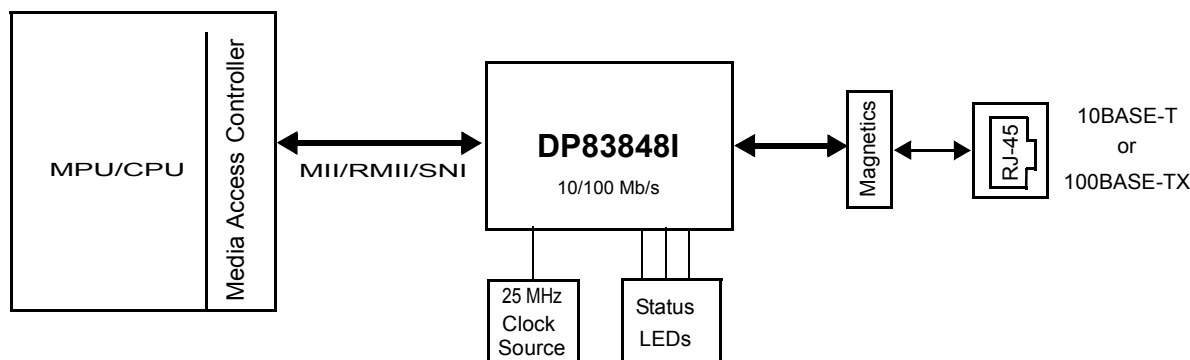 MPU/CPU
Media Access Controller
MII/RMII/SNI
DP83848I
10/100 Mb/s
25 MHz
Clock
Source
Status
LEDs
Magnetics
RJ-45
10BASE-T
or
100BASE-TX